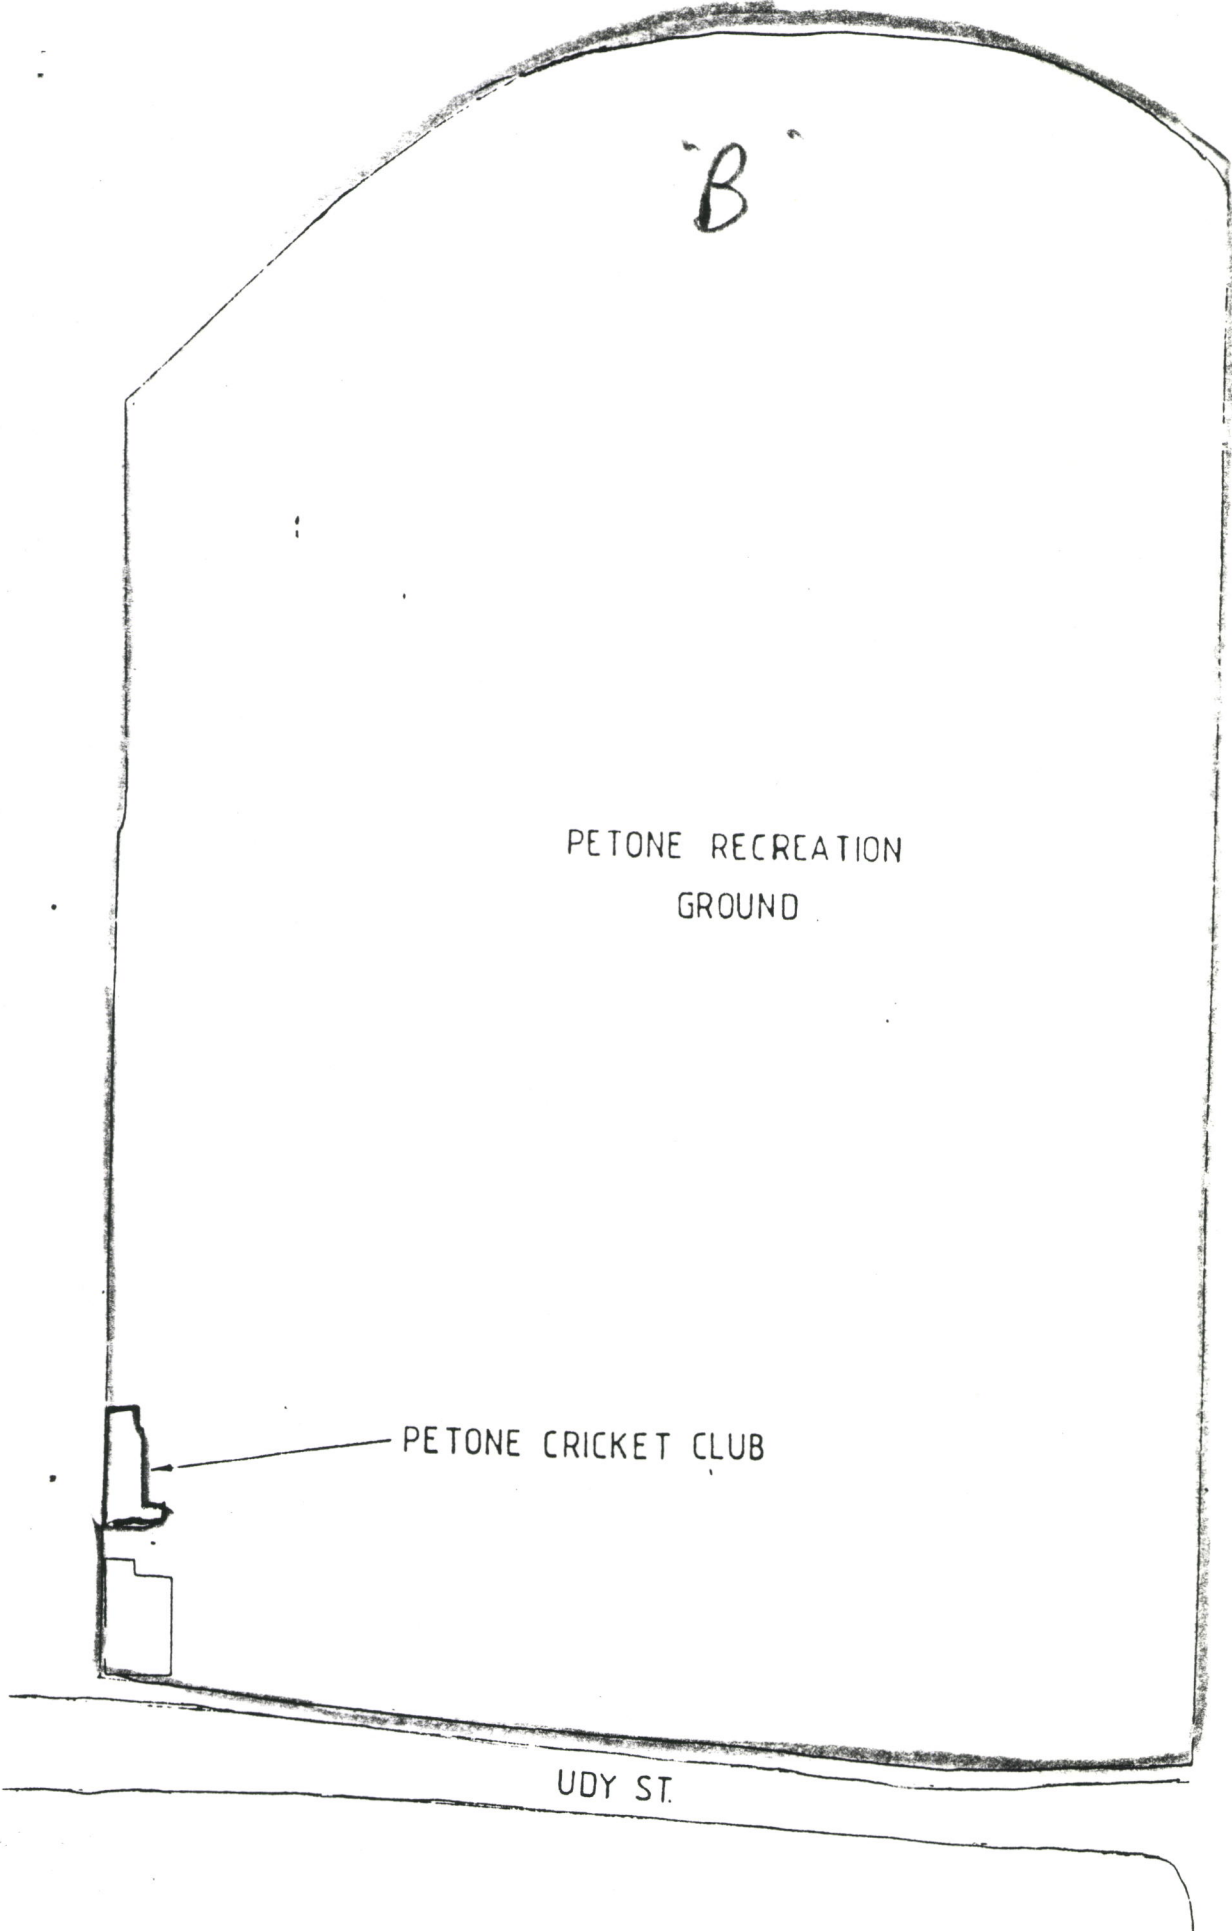 "B"
PETONE RECREATION
GROUND
PETONE CRICKET CLUB
UDY ST.